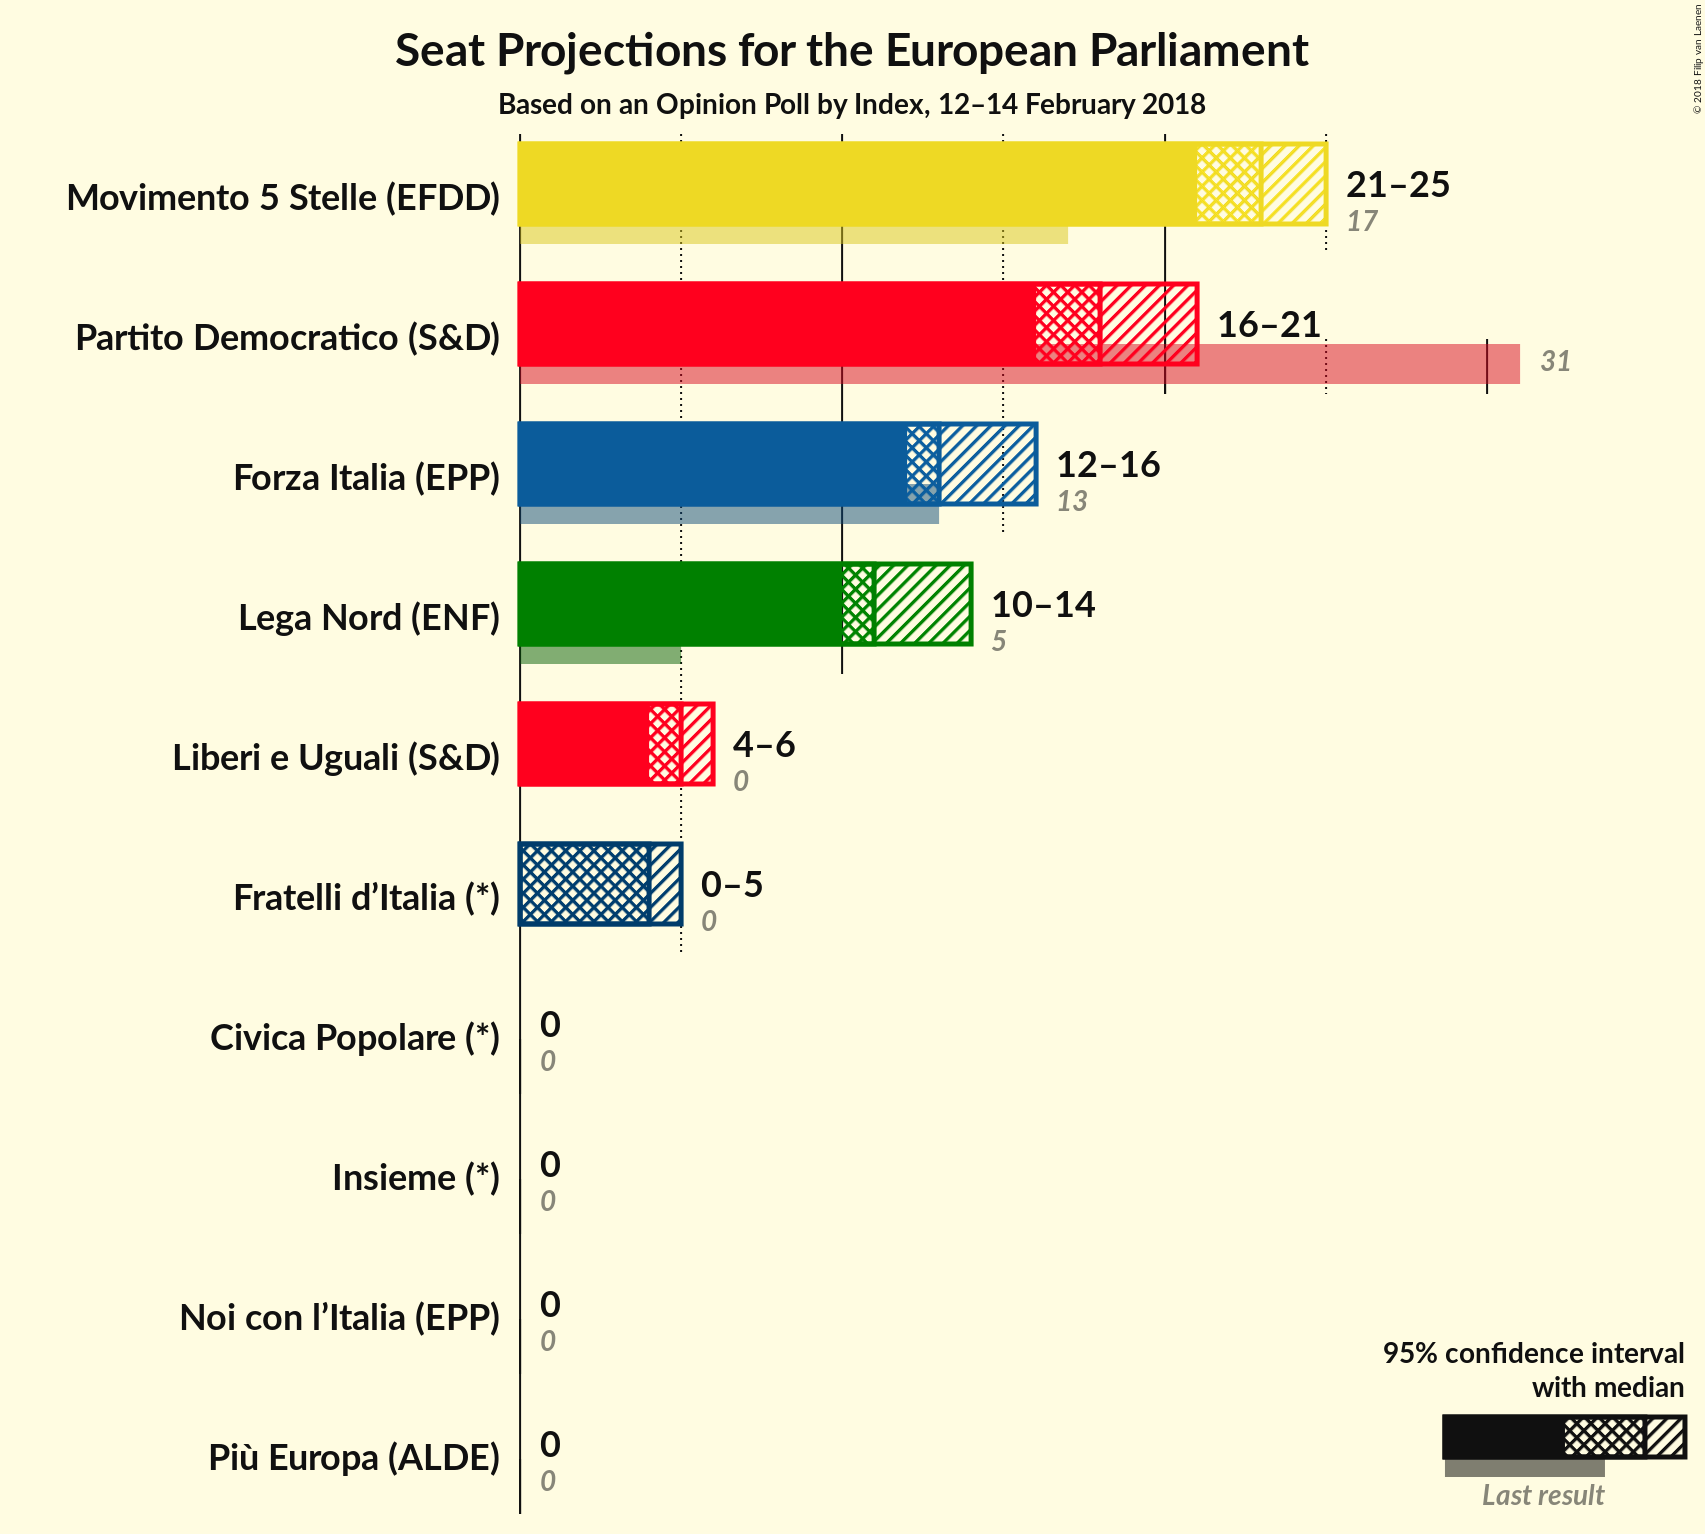 Seat Projections for the European Parliament
Based on an Opinion Poll by Index, 12–14 February 2018
© 2018 Filip van Laenen
Movimento 5 Stelle (EFDD)
21–25
17
Partito Democratico (S&D)
16–21
31
Forza Italia (EPP)
12–16
13
Lega Nord (ENF)
10–14
5
Liberi e Uguali (S&D)
4–6
0
Fratelli d’Italia (*)
0–5
0
Civica Popolare (*)
0
0
Insieme (*)
0
0
Noi con l’Italia (EPP)
0
0
Più Europa (ALDE)
0
0
95% confidence interval
with median
Last result